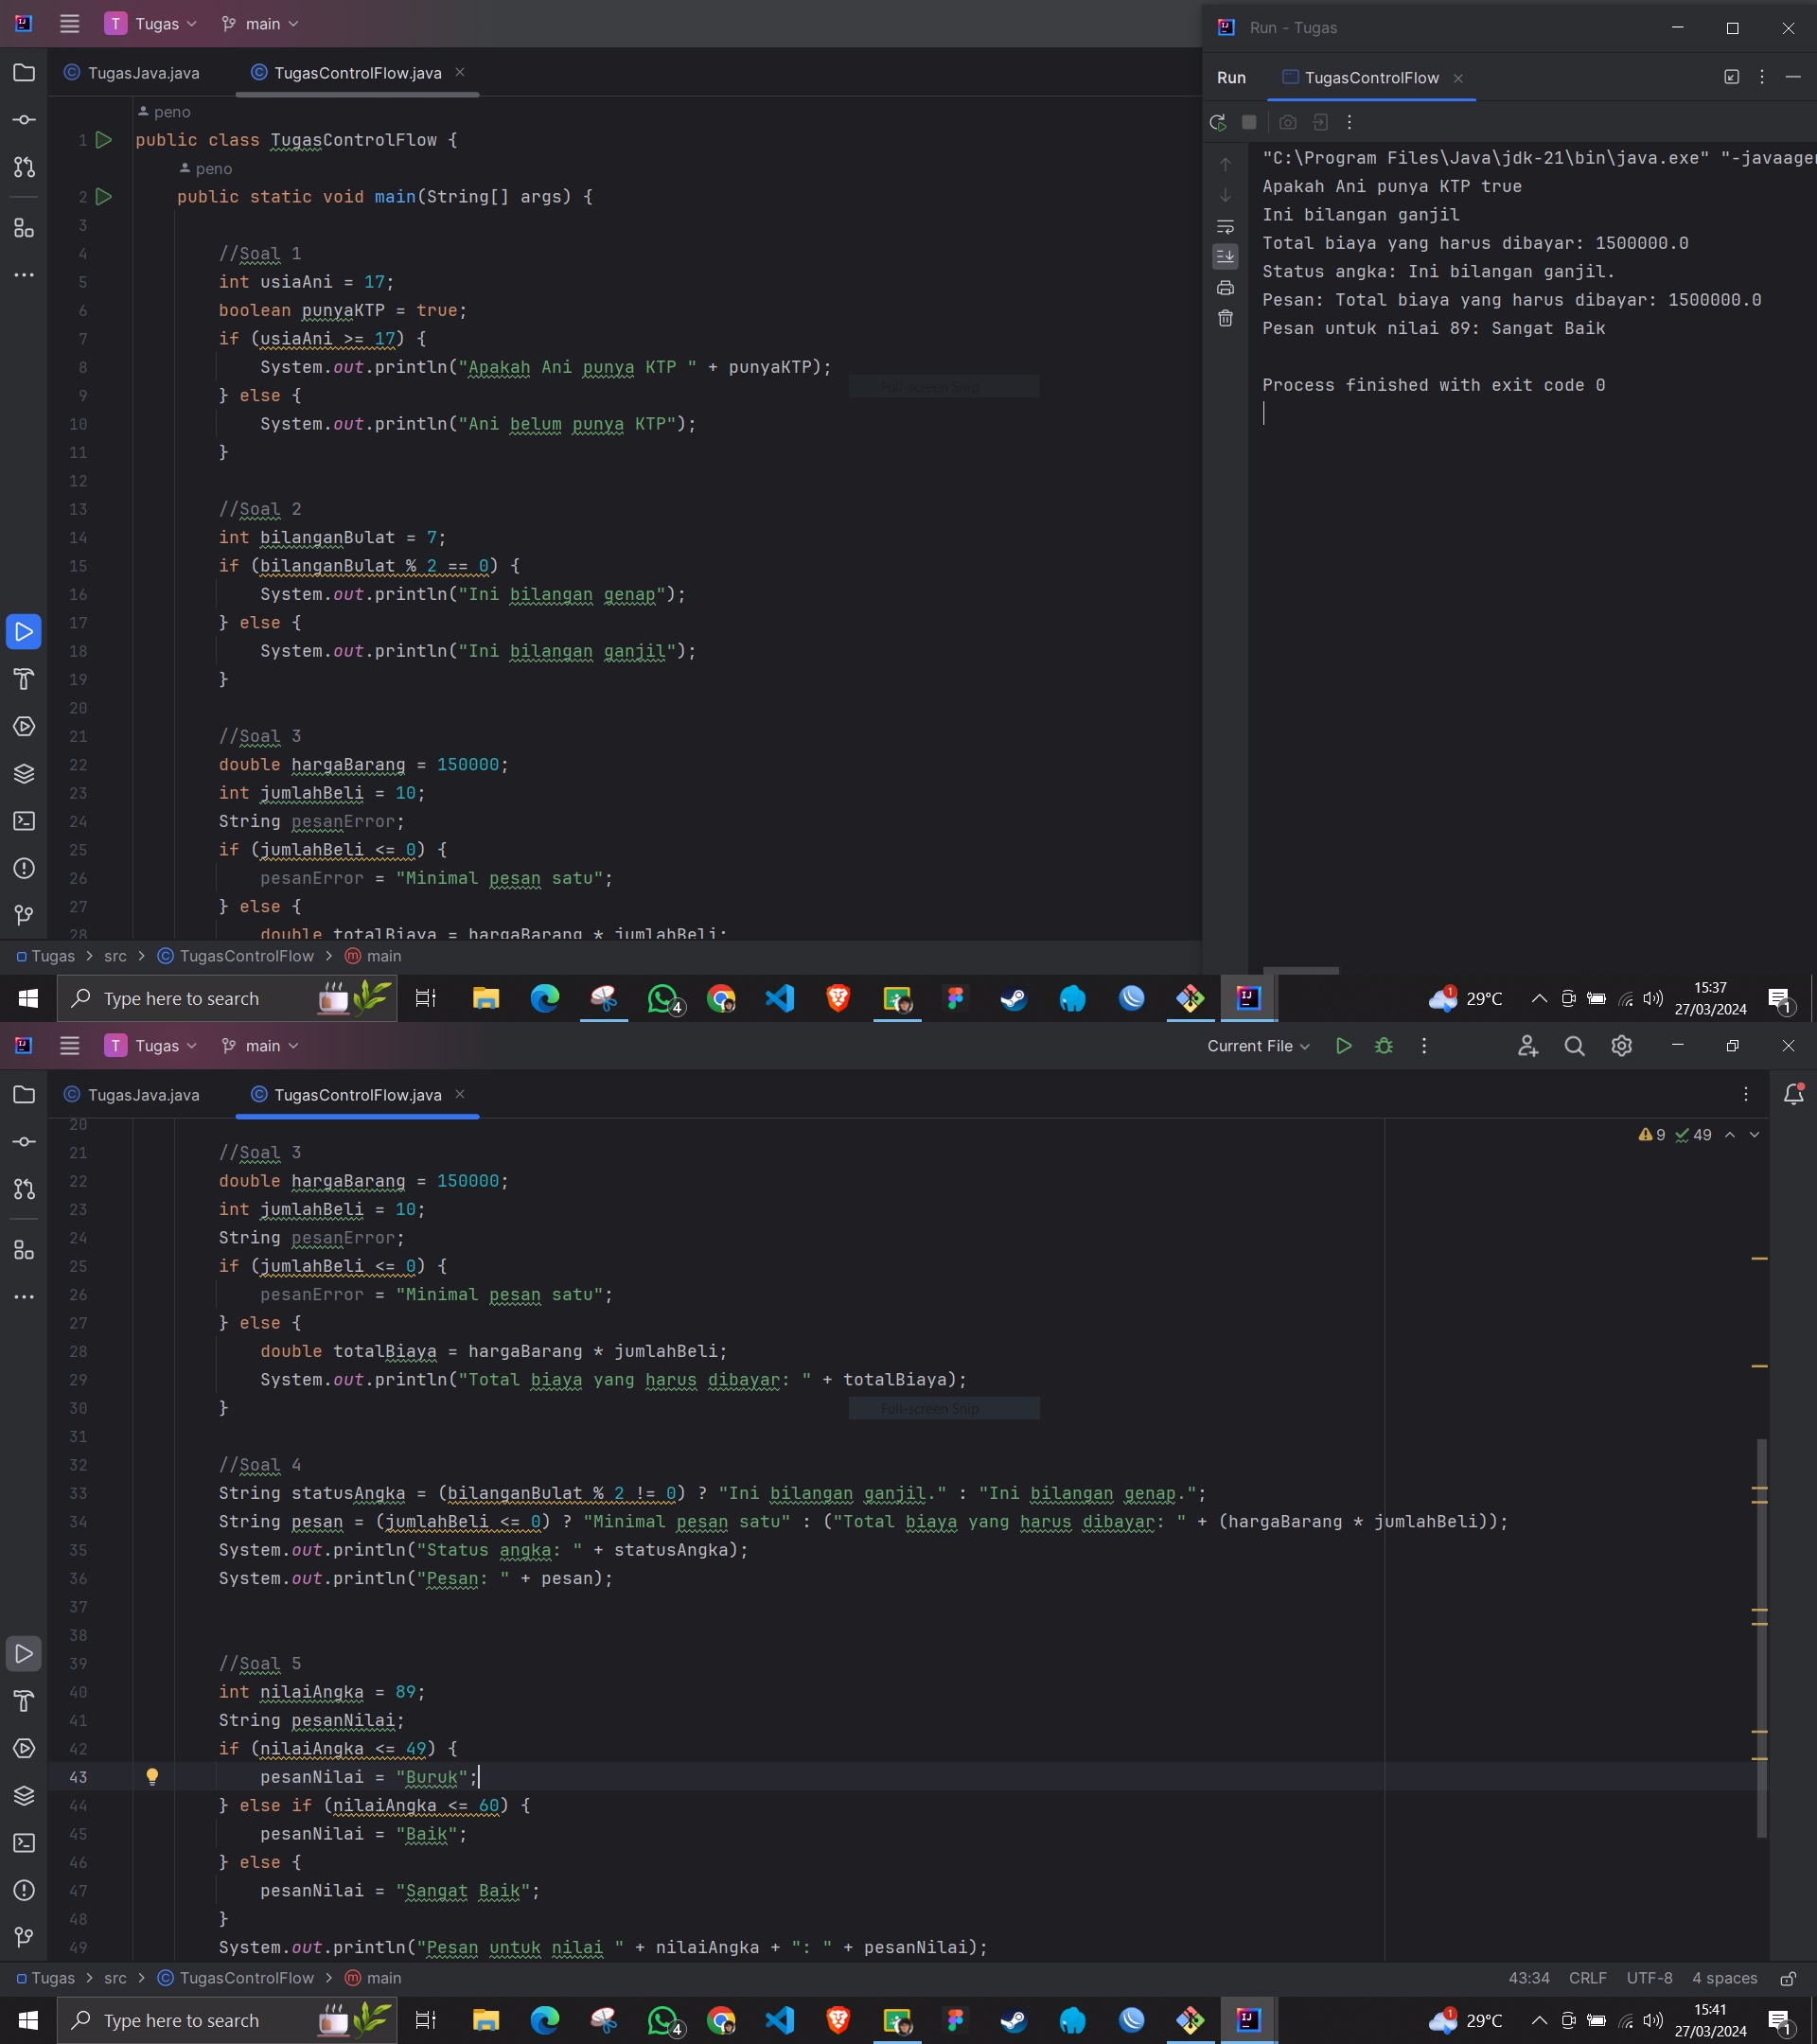 T Tugas main
Run - Tugas
TugasJava.java TugasControlFlow.java
Run TugasControlFlow
peno
1 public class TugasControlFlow {
peno
2 public static void main(String[] args) {
3
4 //Soal 1
5 int usiaAni = 17;
6 boolean punyaKTP = true;
7 if (usiaAni >= 17) {
8 System.out.println("Apakah Ani punya KTP " + punyaKTP);
9 } else {
10 System.out.println("Ani belum punya KTP");
11 }
12
13 //Soal 2
14 int bilanganBulat = 7;
15 if (bilanganBulat % 2 == 0) {
16 System.out.println("Ini bilangan genap");
17 } else {
18 System.out.println("Ini bilangan ganjil");
19 }
20
21 //Soal 3
22 double hargaBarang = 150000;
23 int jumlahBeli = 10;
24 String pesanError;
25 if (jumlahBeli <= 0) {
26 pesanError = "Minimal pesan satu";
27 } else {
28 double totalBiaya = hargaBarang * jumlahBeli;
Full-screen Snip
"C:\Program Files\Java\jdk-21\bin\java.exe" "-javaage
Apakah Ani punya KTP true
Ini bilangan ganjil
Total biaya yang harus dibayar: 1500000.0
Status angka: Ini bilangan ganjil.
Pesan: Total biaya yang harus dibayar: 1500000.0
Pesan untuk nilai 89: Sangat Baik
Process finished with exit code 0
Tugas > src > TugasControlFlow > main
Type here to search 4 1 29°C 15:37 27/03/2024 1
T Tugas main Current File
TugasJava.java TugasControlFlow.java
9 49
20
21 //Soal 3
22 double hargaBarang = 150000;
23 int jumlahBeli = 10;
24 String pesanError;
25 if (jumlahBeli <= 0) {
26 pesanError = "Minimal pesan satu";
27 } else {
28 double totalBiaya = hargaBarang * jumlahBeli;
29 System.out.println("Total biaya yang harus dibayar: " + totalBiaya);
30 }
Full-screen Snip
31
32 //Soal 4
33 String statusAngka = (bilanganBulat % 2 != 0) ? "Ini bilangan ganjil." : "Ini bilangan genap.";
34 String pesan = (jumlahBeli <= 0) ? "Minimal pesan satu" : ("Total biaya yang harus dibayar: " + (hargaBarang * jumlahBeli));
35 System.out.println("Status angka: " + statusAngka);
36 System.out.println("Pesan: " + pesan);
37
38
39 //Soal 5
40 int nilaiAngka = 89;
41 String pesanNilai;
42 if (nilaiAngka <= 49) {
43 pesanNilai = "Buruk";
44 } else if (nilaiAngka <= 60) {
45 pesanNilai = "Baik";
46 } else {
47 pesanNilai = "Sangat Baik";
48 }
49 System.out.println("Pesan untuk nilai " + nilaiAngka + ": " + pesanNilai);
Tugas > src > TugasControlFlow > main 43:34 CRLF UTF-8 4 spaces
Type here to search 4 1 29°C 15:41 27/03/2024 1